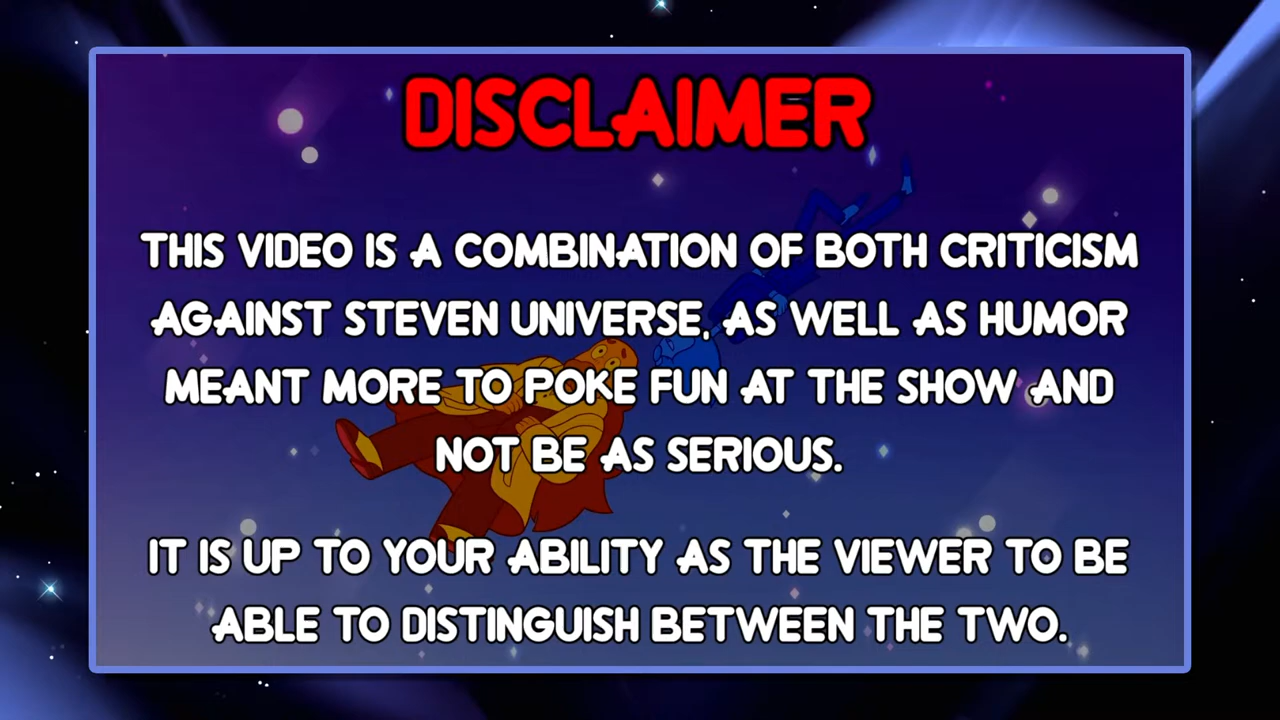 DISCLAIMER
THIS VIDEO IS A COMBINATION OF BOTH CRITICISM
AGAINST STEVEN UNIVERSE, AS WELL AS HUMOR
MEANT MORE TO POKE FUN AT THE SHOW AND
NOT BE AS SERIOUS.
IT IS UP TO YOUR ABILITY AS THE VIEWER TO BE
ABLE TO DISTINGUISH BETWEEN THE TWO.